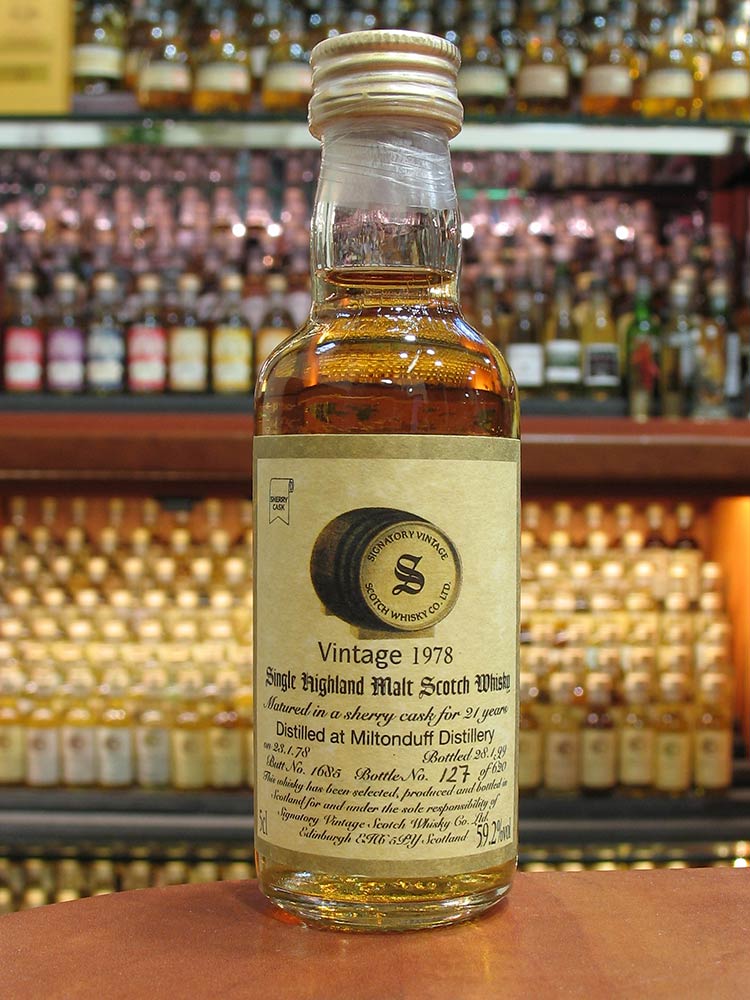 SHERRY
CASK
SIGNATORY VINTAGE
S
SCOTCH WHISKY CO. LTD.
Vintage 1978
Single Highland Malt Scotch Whisky
Matured in a sherry cask for 21 years
Distilled at Miltonduff Distillery
on 23.1.78 Bottled 28.1.99
Butt No. 1685 Bottle No. 127 of 620
This whisky has been selected, produced and bottled in
Scotland for and under the sole responsibility of
Signatory Vintage Scotch Whisky Co. Ltd.
Edinburgh EH6 5PY Scotland
5cl 59.2%vol